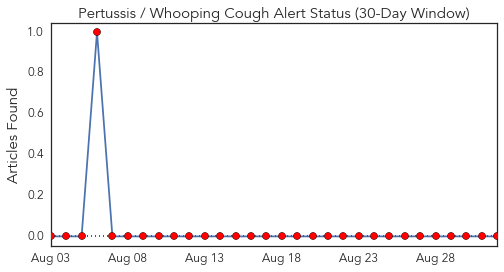 Pertussis / Whooping Cough Alert Status (30-Day Window)
Articles Found
1.0
0.8
0.6
0.4
0.2
0.0
Aug 03 Aug 08 Aug 13 Aug 18 Aug 23 Aug 28